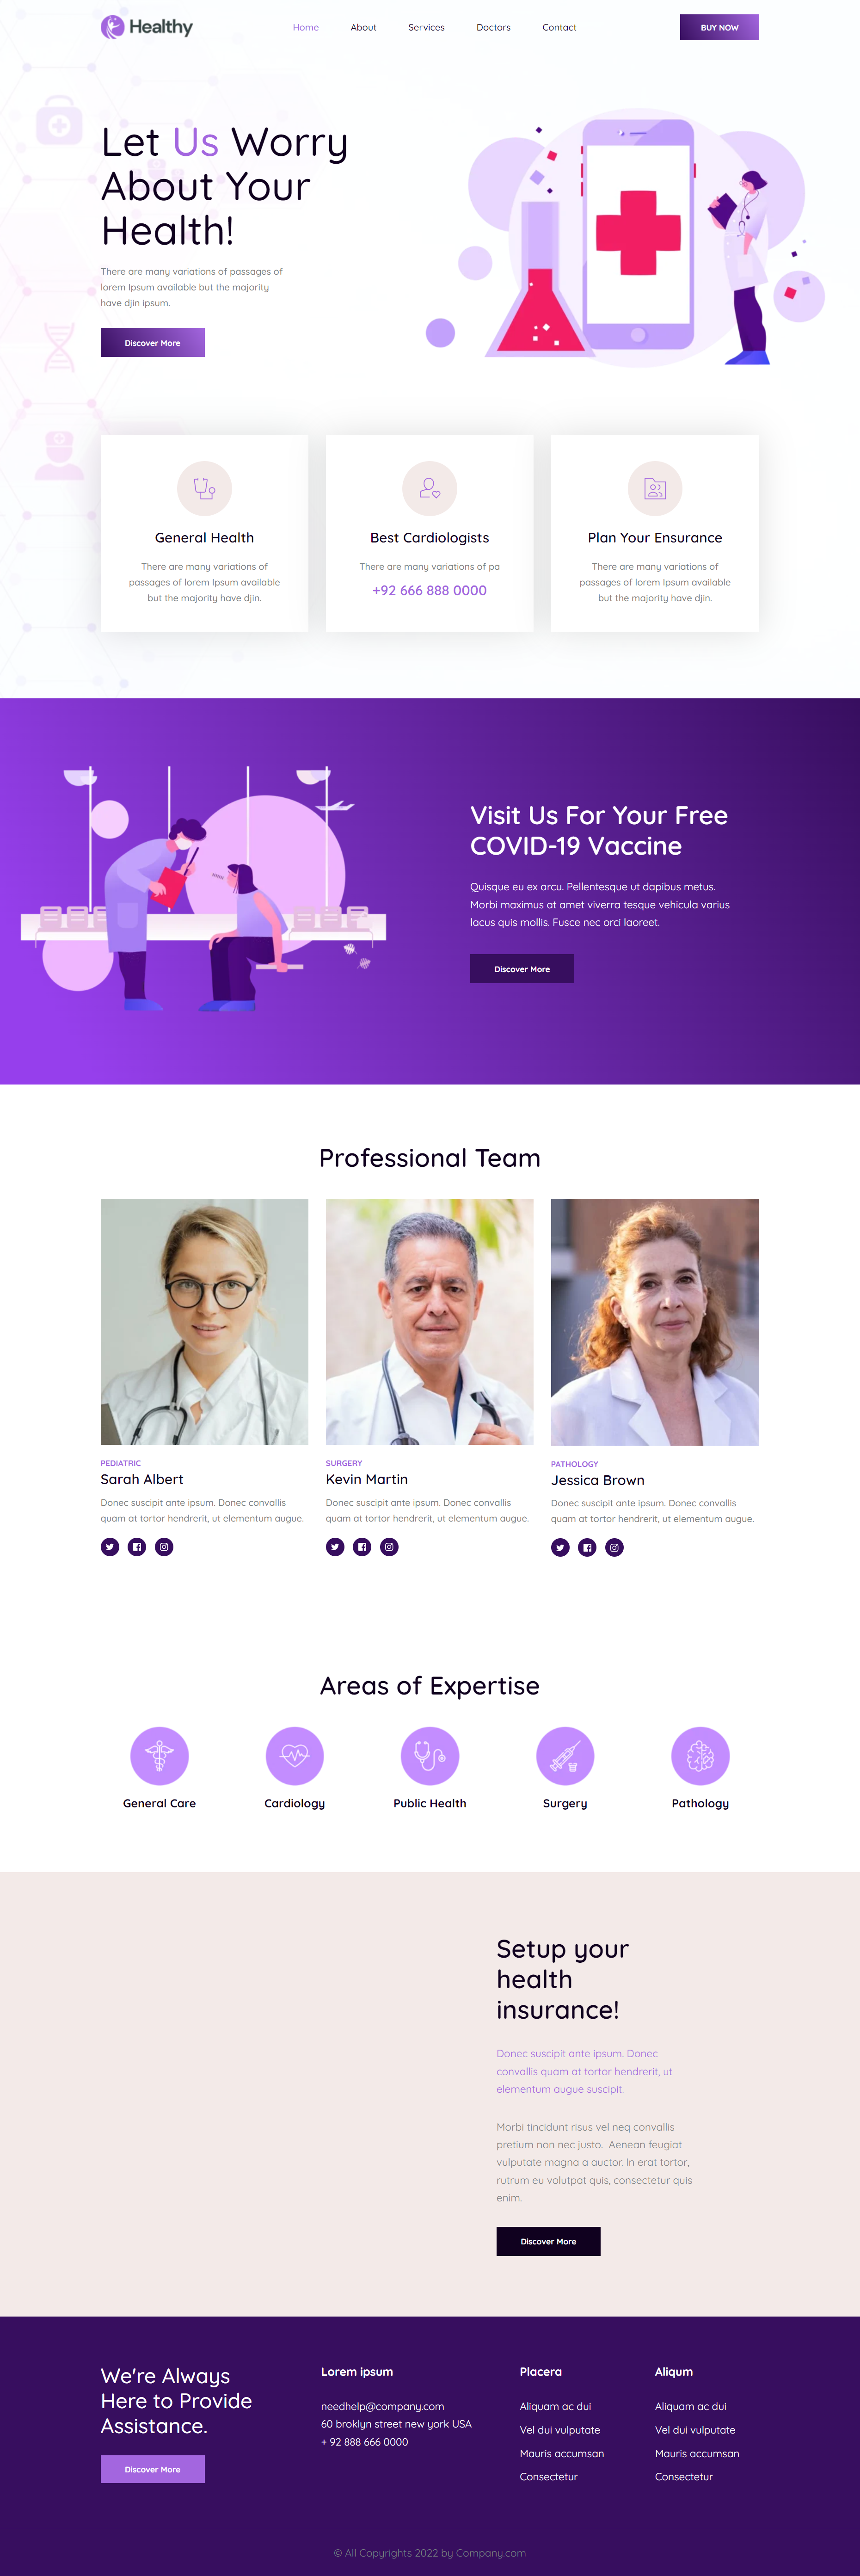 Healthy
Home
About
Services
Doctors
Contact
BUY NOW
Let Us Worry
About Your
Health!
There are many variations of passages of
lorem Ipsum available but the majority
have djin ipsum.
Discover More
General Health
There are many variations of
passages of lorem Ipsum available
but the majority have djin.
Best Cardiologists
There are many variations of pa
+92 666 888 0000
Plan Your Ensurance
There are many variations of
passages of lorem Ipsum available
but the majority have djin.
Visit Us For Your Free
COVID-19 Vaccine
Quisque eu ex arcu. Pellentesque ut dapibus metus.
Morbi maximus at amet viverra tesque vehicula varius
lacus quis mollis. Fusce nec orci laoreet.
Discover More
Professional Team
PEDIATRIC
Sarah Albert
Donec suscipit ante ipsum. Donec convallis
quam at tortor hendrerit, ut elementum augue.
SURGERY
Kevin Martin
Donec suscipit ante ipsum. Donec convallis
quam at tortor hendrerit, ut elementum augue.
PATHOLOGY
Jessica Brown
Donec suscipit ante ipsum. Donec convallis
quam at tortor hendrerit, ut elementum augue.
Areas of Expertise
General Care
Cardiology
Public Health
Surgery
Pathology
Setup your
health
insurance!
Donec suscipit ante ipsum. Donec
convallis quam at tortor hendrerit, ut
elementum augue suscipit.
Morbi tincidunt risus vel neq convallis
pretium non nec justo.  Aenean feugiat
vulputate magna a auctor. In erat tortor,
rutrum eu volutpat quis, consectetur quis
enim.
Discover More
We're Always
Here to Provide
Assistance.
Discover More
Lorem ipsum
needhelp@company.com
60 broklyn street new york USA
+ 92 888 666 0000
Placera
Aliquam ac dui
Vel dui vulputate
Mauris accumsan
Consectetur
Aliqum
Aliquam ac dui
Vel dui vulputate
Mauris accumsan
Consectetur
© All Copyrights 2022 by Company.com